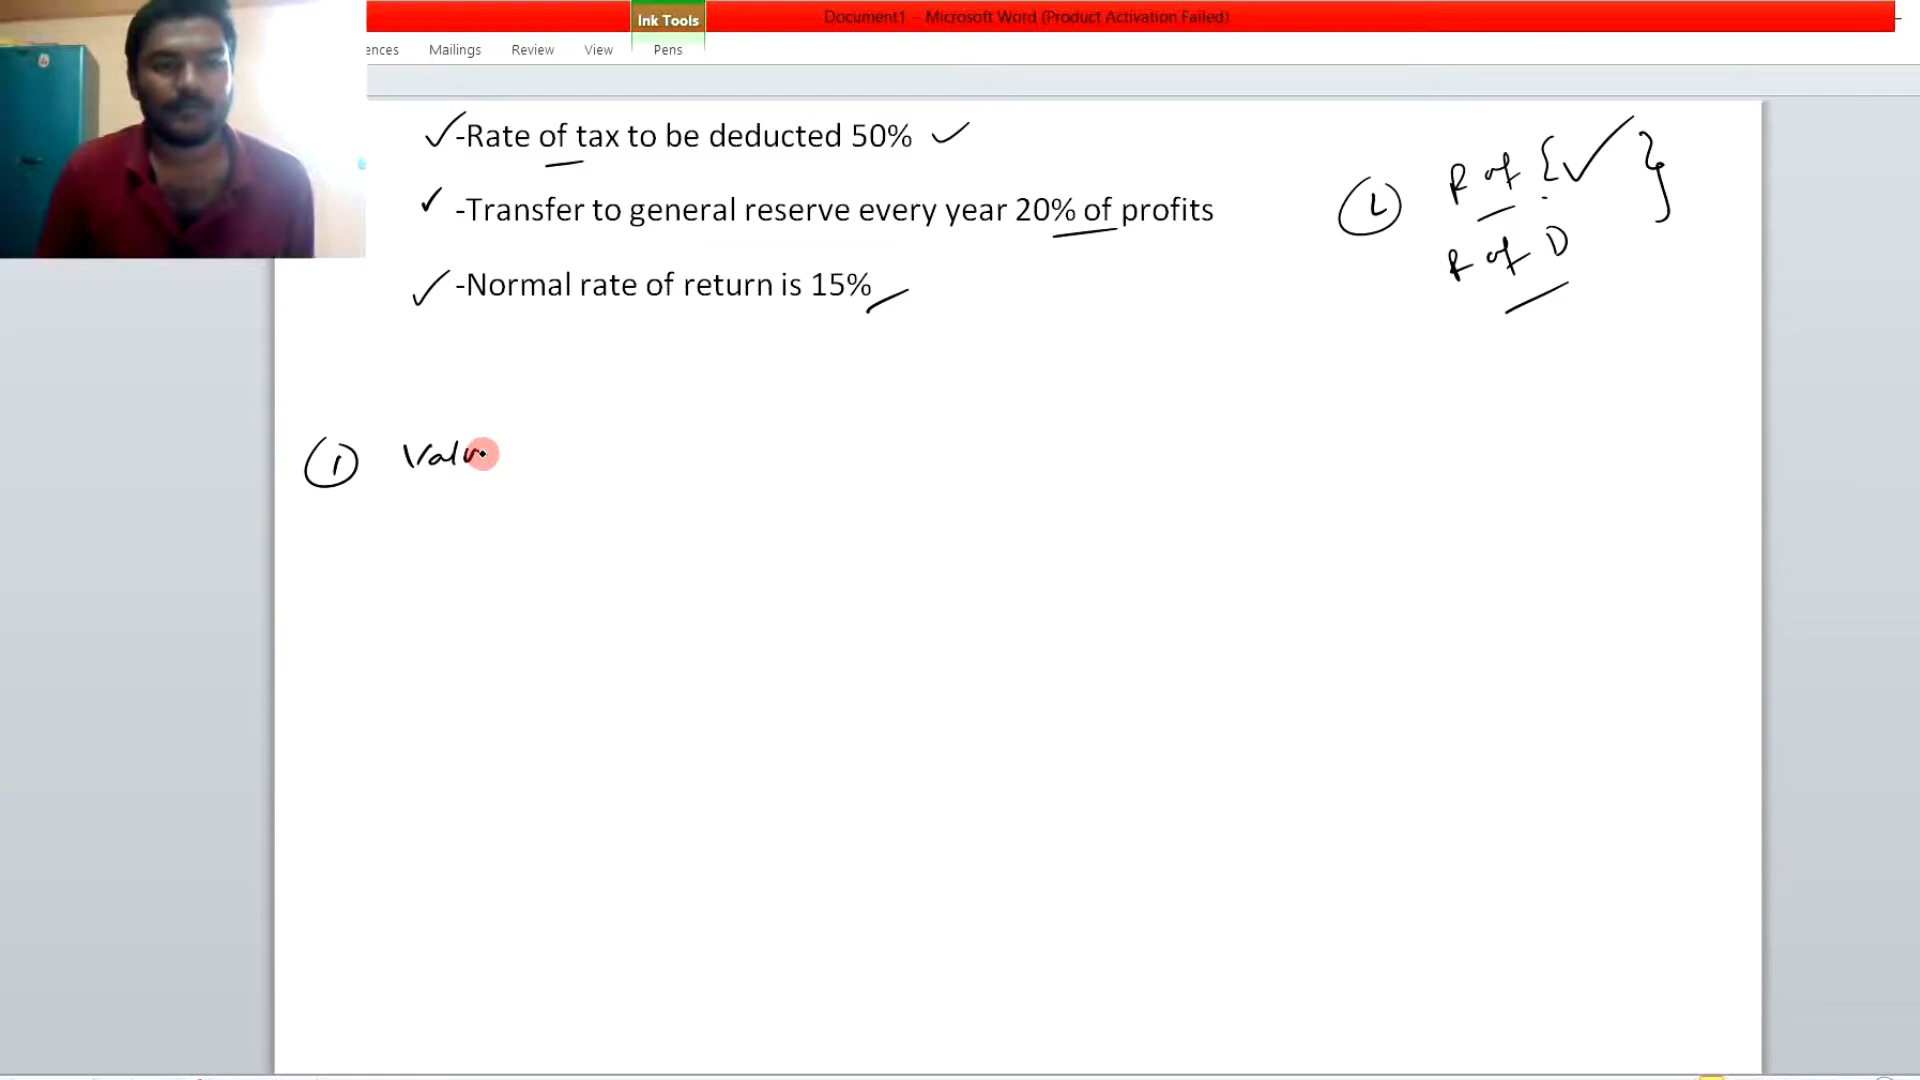 Ink Tools
Document1 - Microsoft Word (Product Activation Failed)
ences Mailings Review View Pens
-Rate of tax to be deducted 50%
-Transfer to general reserve every year 20% of profits
-Normal rate of return is 15%
R of { }
R of D
1 Valu